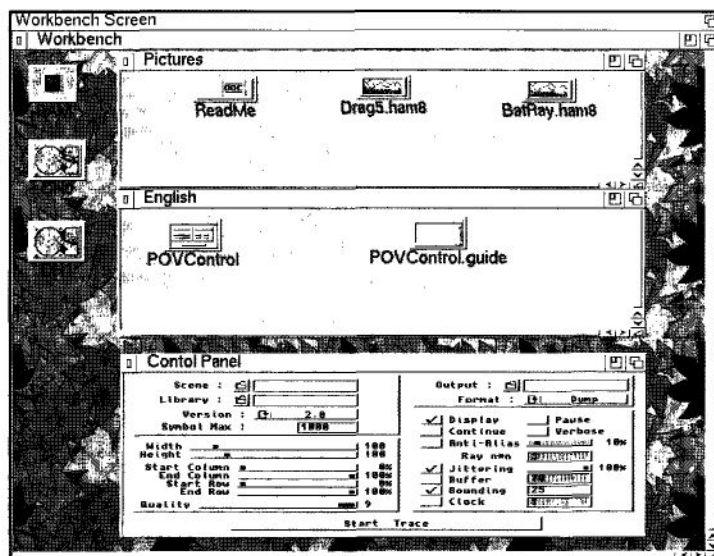 Workbench Screen
Workbench
Pictures
ReadMe
Drag5.ham8
BatRay.ham8
English
POVControl
POVControl.guide
Contol Panel
Scene :
Library :
Version : 2.0
Symbol Max : 1000
Width 100
Height 100
Start Column 0%
End Column 100%
Start Row 0%
End Row 100%
Quality 9
Output :
Format : Dump
Display Pause
Continue Verbose
Anti-Alias 10%
Ray n*n
Jittering 100%
Buffer
Bounding 25
Clock
Start Trace